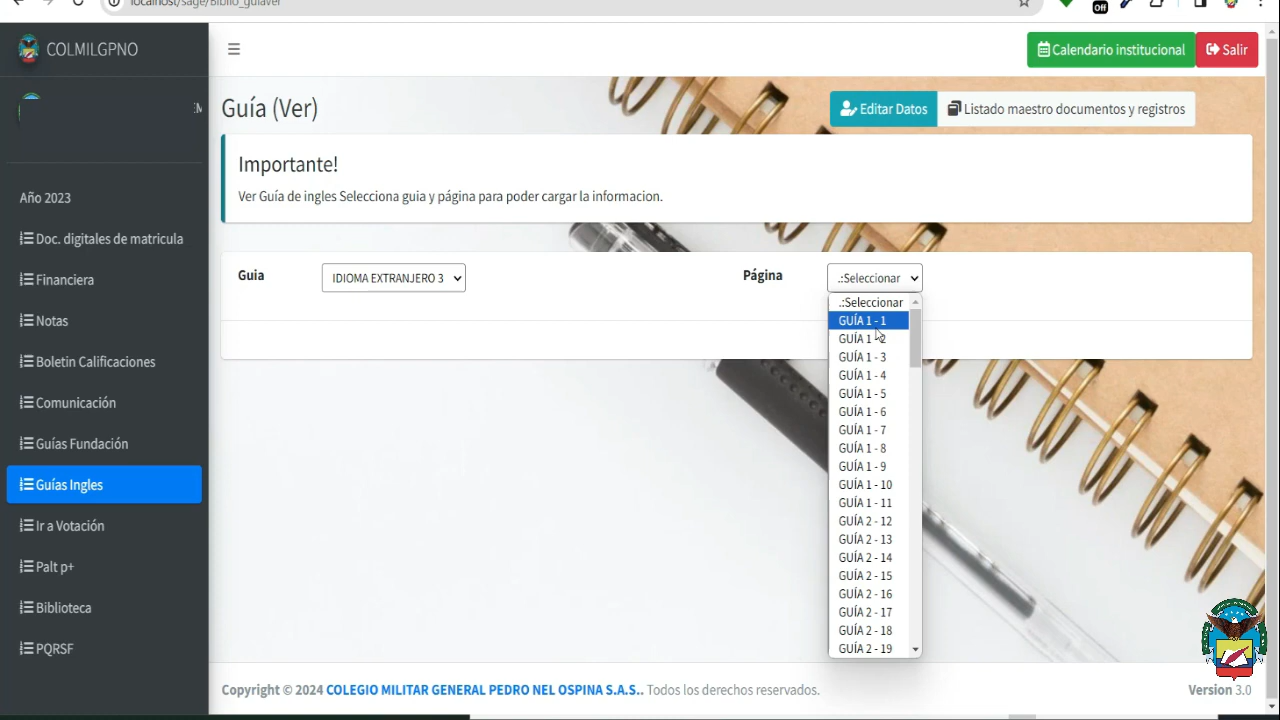 localhost/sage/Biblio_guiaver
Off
COLMILGPNO
Calendario institucional
Salir
Guía (Ver)
Editar Datos
Listado maestro documentos y registros
Importante!
Ver Guía de ingles Selecciona guia y página para poder cargar la informacion.
Año 2023
Doc. digitales de matricula
Financiera
Notas
Boletin Calificaciones
Comunicación
Guías Fundación
Guías Ingles
Ir a Votación
Palt p+
Biblioteca
PQRSF
Guia
IDIOMA EXTRANJERO 3
Página
.:Seleccionar
.:Seleccionar
GUÍA 1 - 1
GUÍA 1 - 2
GUÍA 1 - 3
GUÍA 1 - 4
GUÍA 1 - 5
GUÍA 1 - 6
GUÍA 1 - 7
GUÍA 1 - 8
GUÍA 1 - 9
GUÍA 1 - 10
GUÍA 1 - 11
GUÍA 2 - 12
GUÍA 2 - 13
GUÍA 2 - 14
GUÍA 2 - 15
GUÍA 2 - 16
GUÍA 2 - 17
GUÍA 2 - 18
GUÍA 2 - 19
Copyright © 2024 COLEGIO MILITAR GENERAL PEDRO NEL OSPINA S.A.S.. Todos los derechos reservados.
Version 3.0